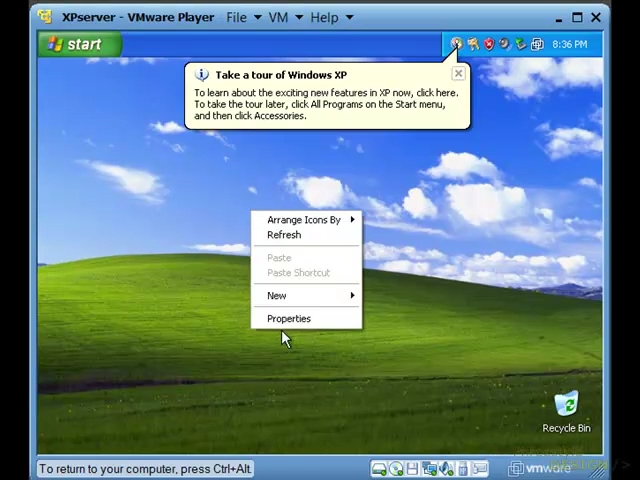 XPserver - VMware Player File VM Help
start 8:36 PM
Take a tour of Windows XP
To learn about the exciting new features in XP now, click here.
To take the tour later, click All Programs on the Start menu,
and then click Accessories.
Arrange Icons By
Refresh
Paste
Paste Shortcut
New
Properties
Recycle Bin
To return to your computer, press Ctrl+Alt.
vmware